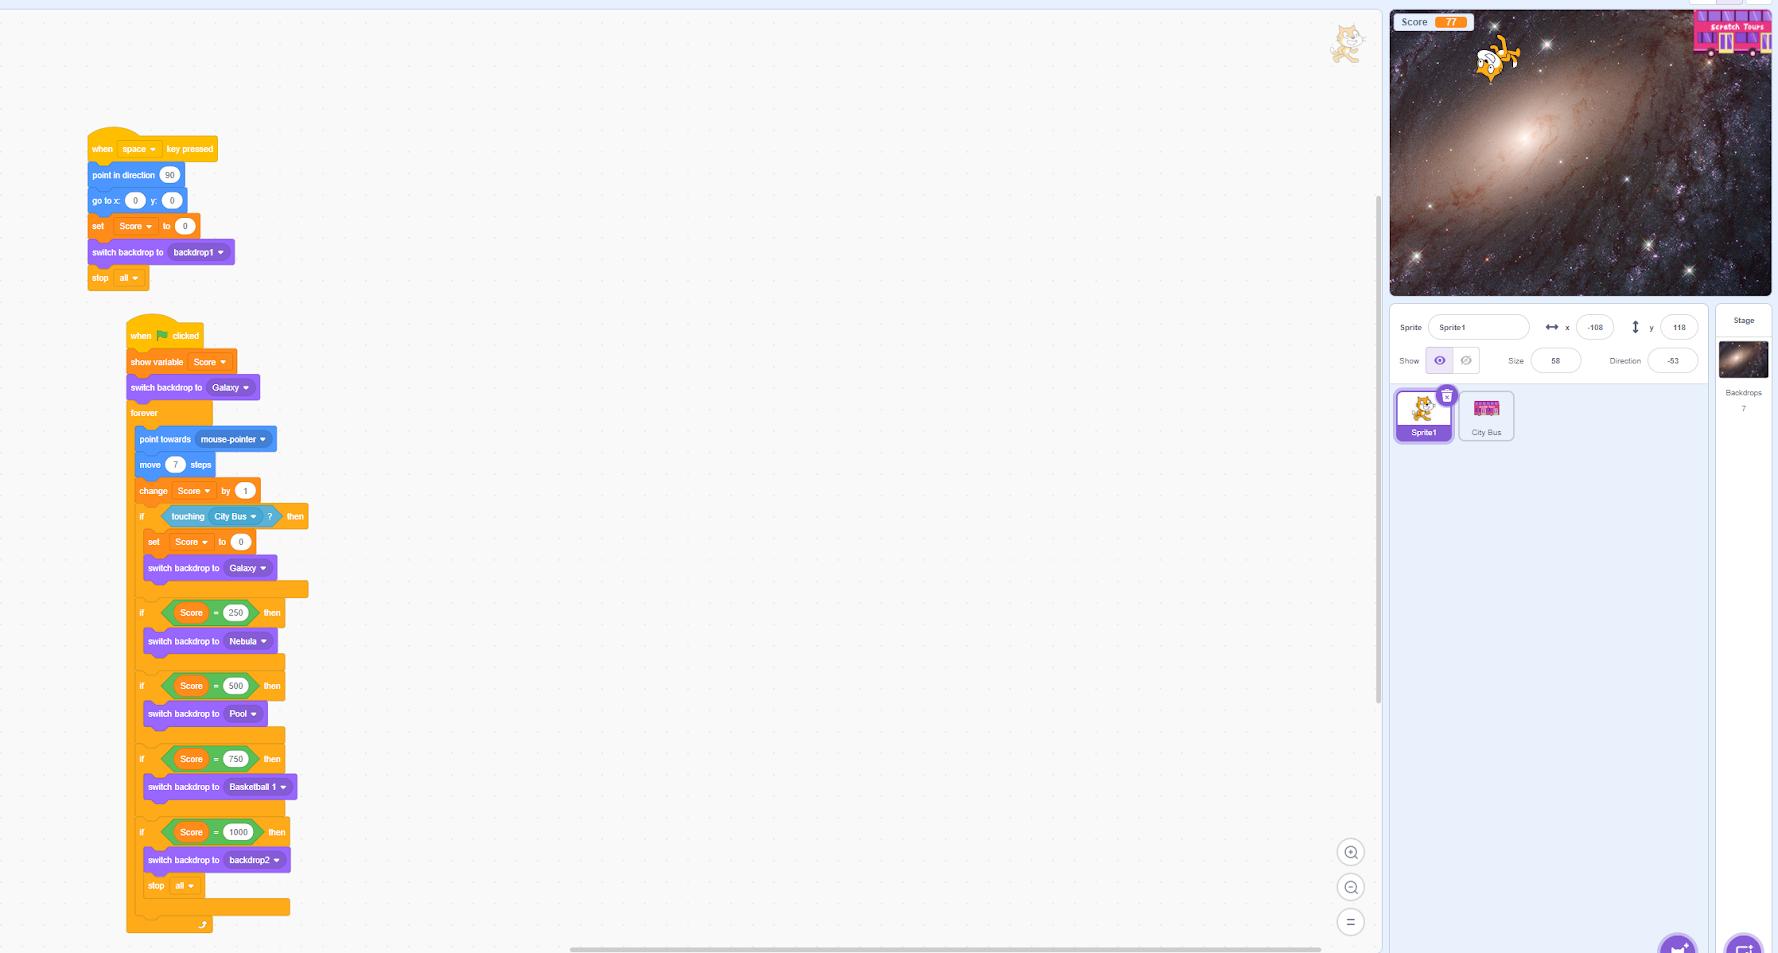 when space key pressed
point in direction 90
go to x: 0 y: 0
set Score to 0
switch backdrop to backdrop1
stop all
when clicked
show variable Score
switch backdrop to Galaxy
forever
point towards mouse-pointer
move 7 steps
change Score by 1
if touching City Bus ? then
set Score to 0
switch backdrop to Galaxy
if Score = 250 then
switch backdrop to Nebula
if Score = 500 then
switch backdrop to Pool
if Score = 750 then
switch backdrop to Basketball 1
if Score = 1000 then
switch backdrop to backdrop2
stop all
Score 77
Scratch Tours
Sprite Sprite1 x -108 y 118
Show Size 58 Direction -53
Sprite1
City Bus
Stage
Backdrops
7